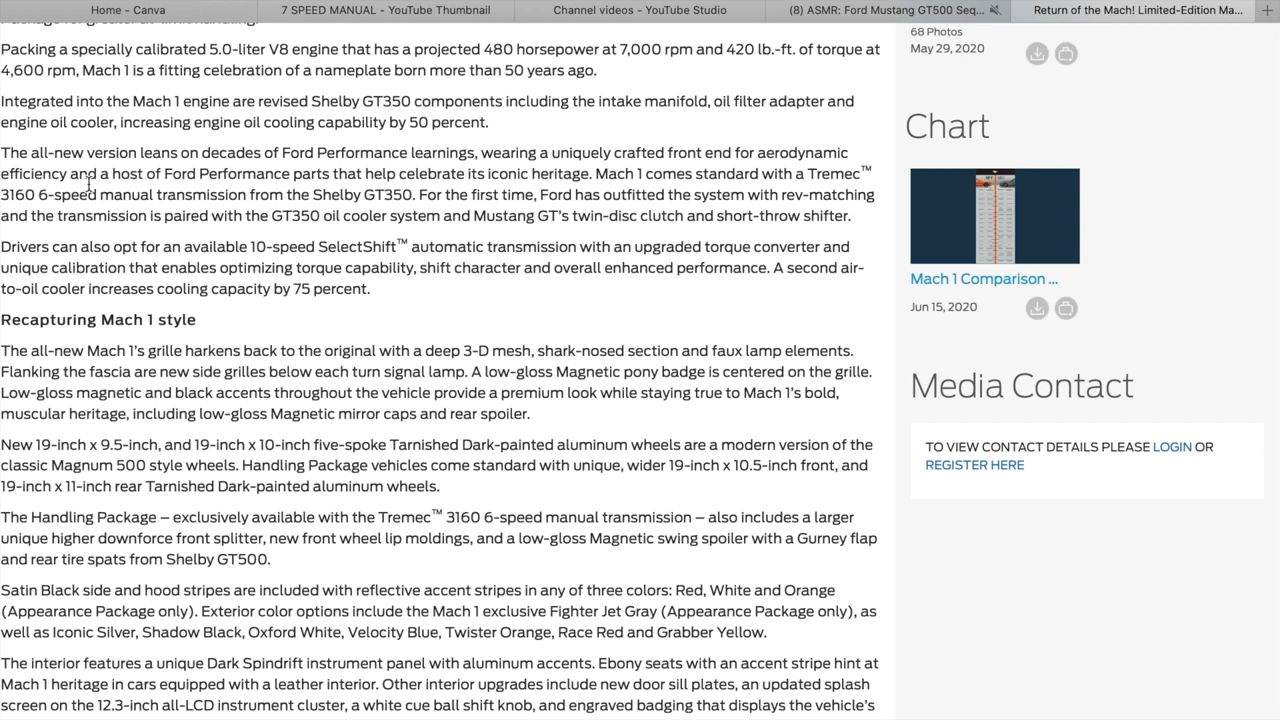 Home - Canva
7 SPEED MANUAL - YouTube Thumbnail
Channel videos - YouTube Studio
(8) ASMR: Ford Mustang GT500 Seq...
Return of the Mach! Limited-Edition Ma...
Packing a specially calibrated 5.0-liter V8 engine that has a projected 480 horsepower at 7,000 rpm and 420 lb.-ft. of torque at
4,600 rpm, Mach 1 is a fitting celebration of a nameplate born more than 50 years ago.
Integrated into the Mach 1 engine are revised Shelby GT350 components including the intake manifold, oil filter adapter and
engine oil cooler, increasing engine oil cooling capability by 50 percent.
The all-new version leans on decades of Ford Performance learnings, wearing a uniquely crafted front end for aerodynamic
efficiency and a host of Ford Performance parts that help celebrate its iconic heritage. Mach 1 comes standard with a Tremec™
3160 6-speed manual transmission from the Shelby GT350. For the first time, Ford has outfitted the system with rev-matching
and the transmission is paired with the GT350 oil cooler system and Mustang GT’s twin-disc clutch and short-throw shifter.
Drivers can also opt for an available 10-speed SelectShift™ automatic transmission with an upgraded torque converter and
unique calibration that enables optimizing torque capability, shift character and overall enhanced performance. A second air-
to-oil cooler increases cooling capacity by 75 percent.
Recapturing Mach 1 style
The all-new Mach 1’s grille harkens back to the original with a deep 3-D mesh, shark-nosed section and faux lamp elements.
Flanking the fascia are new side grilles below each turn signal lamp. A low-gloss Magnetic pony badge is centered on the grille.
Low-gloss magnetic and black accents throughout the vehicle provide a premium look while staying true to Mach 1’s bold,
muscular heritage, including low-gloss Magnetic mirror caps and rear spoiler.
New 19-inch x 9.5-inch, and 19-inch x 10-inch five-spoke Tarnished Dark-painted aluminum wheels are a modern version of the
classic Magnum 500 style wheels. Handling Package vehicles come standard with unique, wider 19-inch x 10.5-inch front, and
19-inch x 11-inch rear Tarnished Dark-painted aluminum wheels.
The Handling Package – exclusively available with the Tremec™ 3160 6-speed manual transmission – also includes a larger
unique higher downforce front splitter, new front wheel lip moldings, and a low-gloss Magnetic swing spoiler with a Gurney flap
and rear tire spats from Shelby GT500.
Satin Black side and hood stripes are included with reflective accent stripes in any of three colors: Red, White and Orange
(Appearance Package only). Exterior color options include the Mach 1 exclusive Fighter Jet Gray (Appearance Package only), as
well as Iconic Silver, Shadow Black, Oxford White, Velocity Blue, Twister Orange, Race Red and Grabber Yellow.
The interior features a unique Dark Spindrift instrument panel with aluminum accents. Ebony seats with an accent stripe hint at
Mach 1 heritage in cars equipped with a leather interior. Other interior upgrades include new door sill plates, an updated splash
screen on the 12.3-inch all-LCD instrument cluster, a white cue ball shift knob, and engraved badging that displays the vehicle’s
68 Photos
May 29, 2020
Chart
Mach 1 Comparison ...
Jun 15, 2020
Media Contact
TO VIEW CONTACT DETAILS PLEASE LOGIN OR
REGISTER HERE